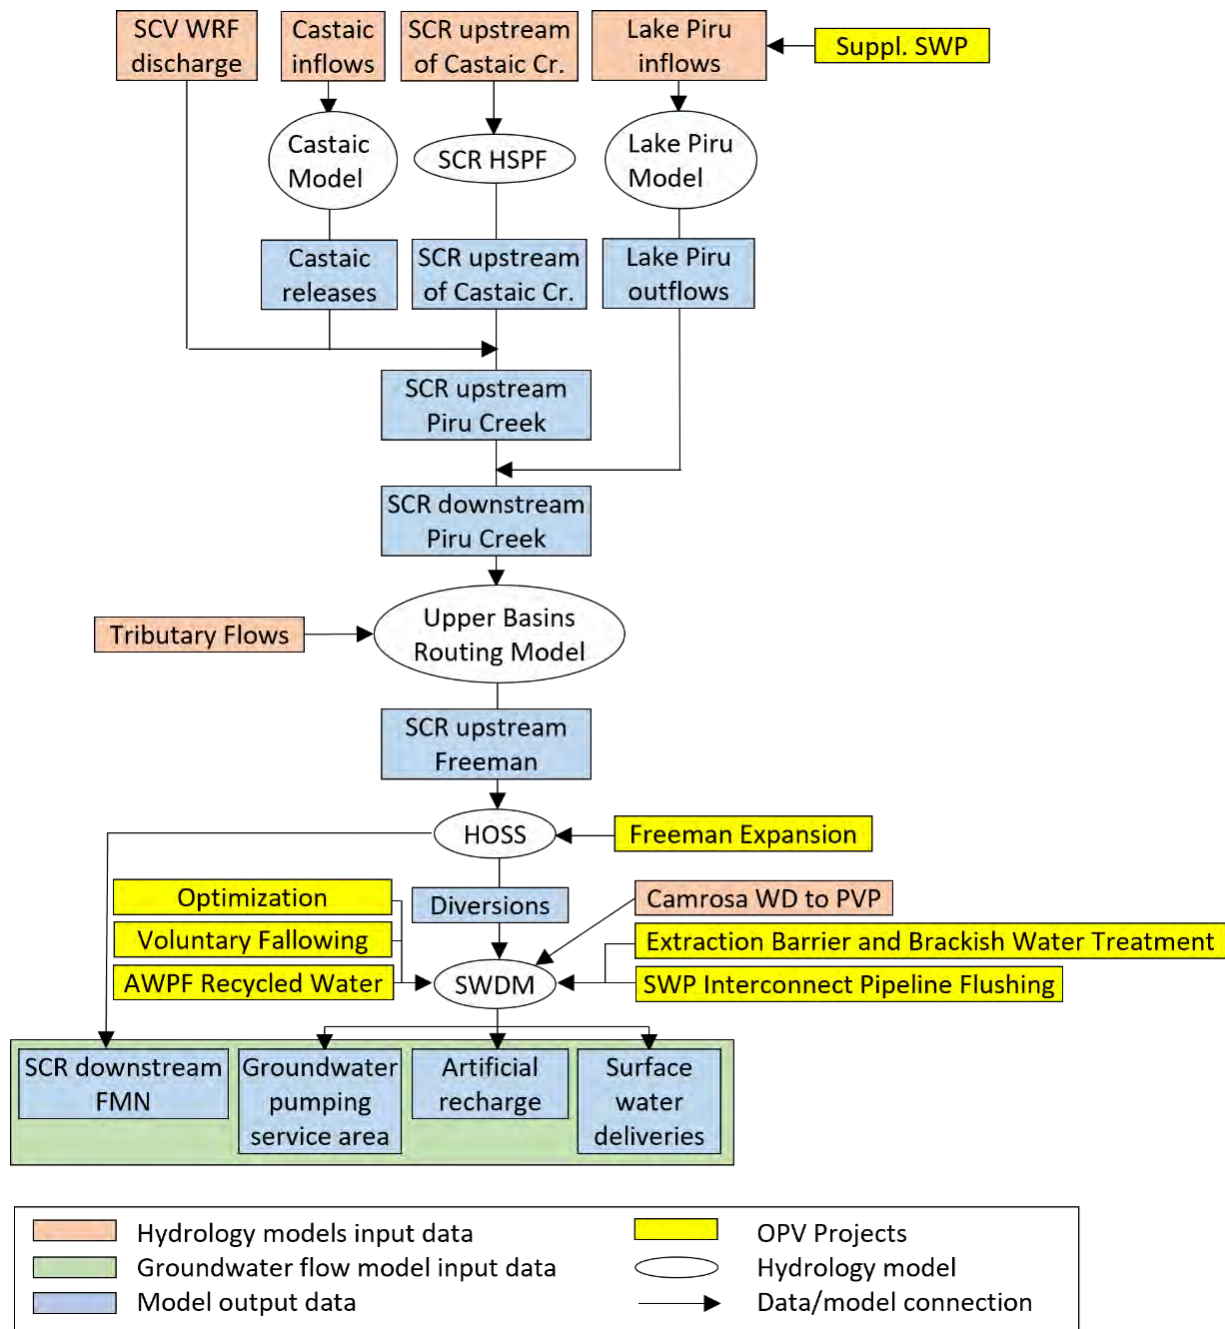 SCV WRF
discharge
Castaic
inflows
SCR upstream
of Castaic Cr.
Lake Piru
inflows
Suppl. SWP
Castaic
Model
SCR HSPF
Lake Piru
Model
Castaic
releases
SCR upstream
of Castaic Cr.
Lake Piru
outflows
SCR upstream
Piru Creek
SCR downstream
Piru Creek
Tributary Flows
Upper Basins
Routing Model
SCR upstream
Freeman
HOSS
Freeman Expansion
Optimization
Diversions
Camrosa WD to PVP
Voluntary Fallowing
Extraction Barrier and Brackish Water Treatment
AWPF Recycled Water
SWDM
SWP Interconnect Pipeline Flushing
SCR downstream
FMN
Groundwater
pumping
service area
Artificial
recharge
Surface
water
deliveries
Hydrology models input data
Groundwater flow model input data
Model output data
OPV Projects
Hydrology model
Data/model connection